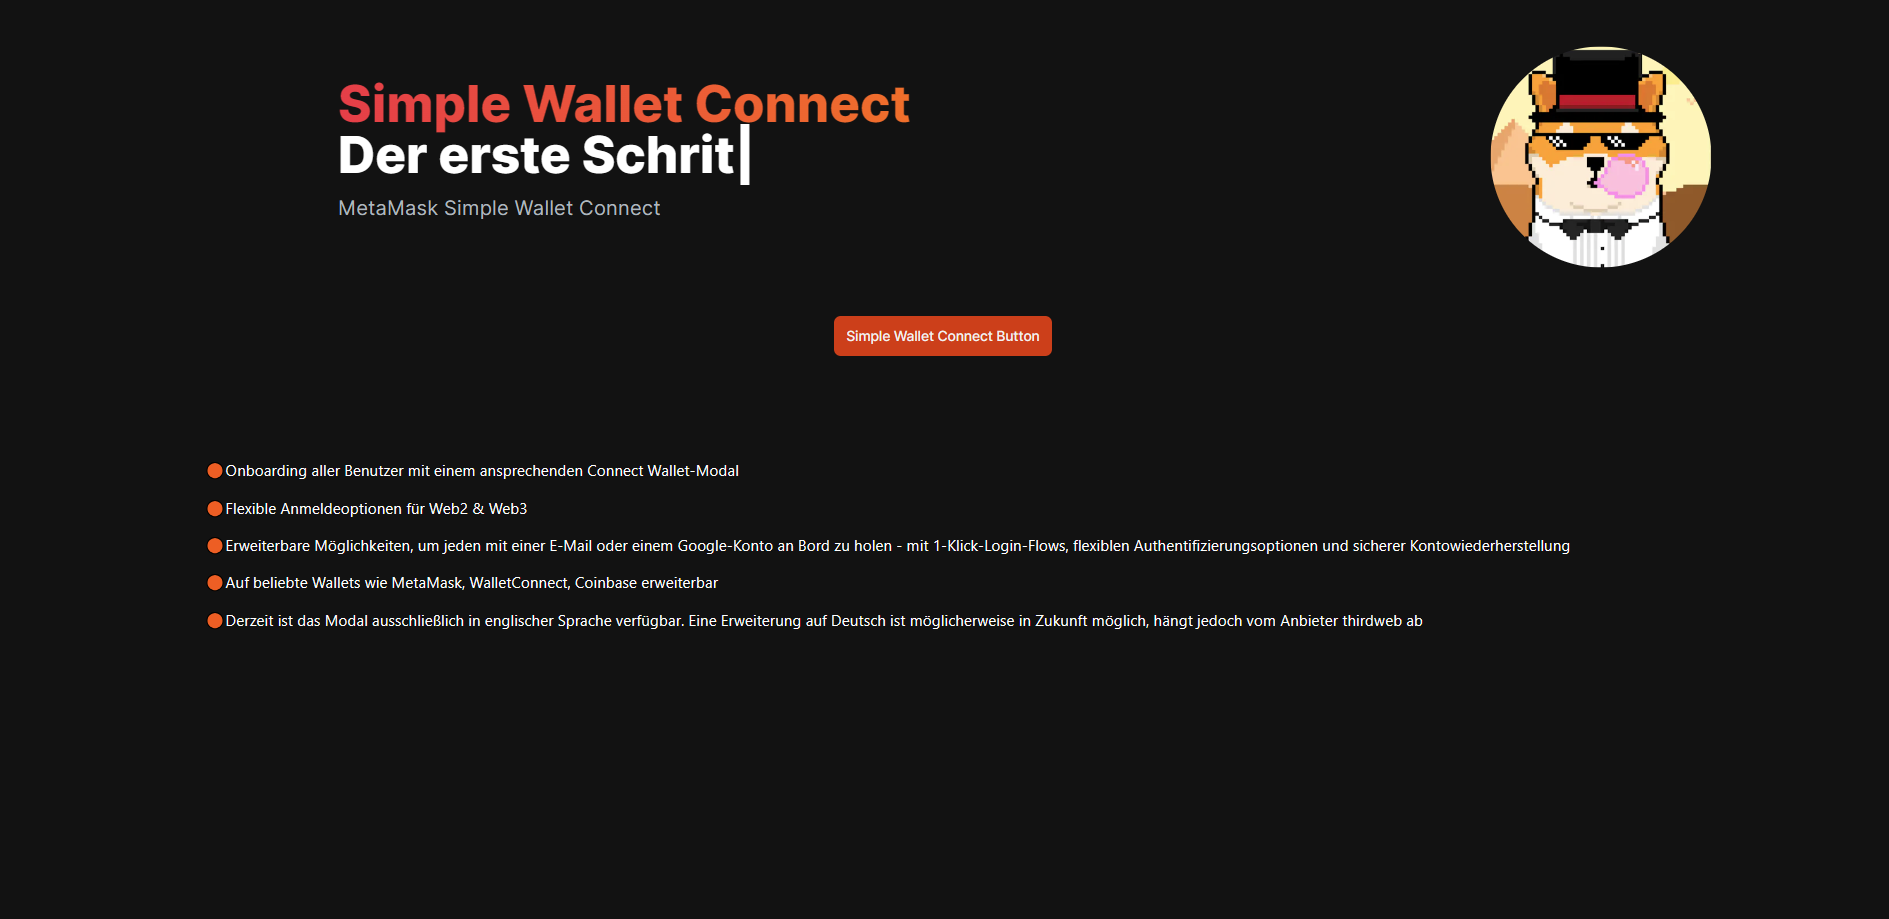 Simple Wallet Connect
Der erste Schrit|
MetaMask Simple Wallet Connect
Simple Wallet Connect Button
Onboarding aller Benutzer mit einem ansprechenden Connect Wallet-Modal
Flexible Anmeldeoptionen für Web2 & Web3
Erweiterbare Möglichkeiten, um jeden mit einer E-Mail oder einem Google-Konto an Bord zu holen - mit 1-Klick-Login-Flows, flexiblen Authentifizierungsoptionen und sicherer Kontowiederherstellung
Auf beliebte Wallets wie MetaMask, WalletConnect, Coinbase erweiterbar
Derzeit ist das Modal ausschließlich in englischer Sprache verfügbar. Eine Erweiterung auf Deutsch ist möglicherweise in Zukunft möglich, hängt jedoch vom Anbieter thirdweb ab